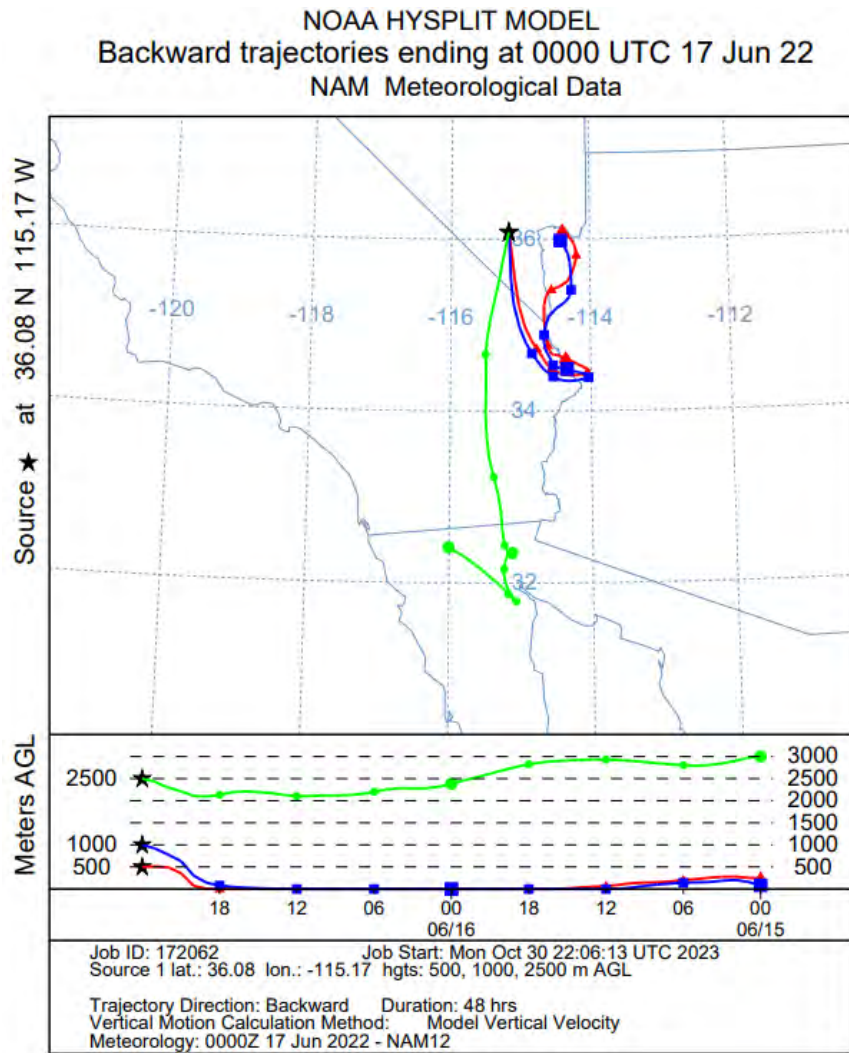 NOAA HYSPLIT MODEL
Backward trajectories ending at 0000 UTC 17 Jun 22
NAM Meteorological Data
Source ★ at 36.08 N 115.17 W
36
-120
-118
-116
-114
-112
34
32
Meters AGL
2500
1000
500
3000
2500
2000
1500
1000
500
18
12
06
00
18
12
06
00
06/16
06/15
Job ID: 172062 Job Start: Mon Oct 30 22:06:13 UTC 2023
Source 1 lat.: 36.08 lon.: -115.17 hgts: 500, 1000, 2500 m AGL
Trajectory Direction: Backward Duration: 48 hrs
Vertical Motion Calculation Method: Model Vertical Velocity
Meteorology: 0000Z 17 Jun 2022 - NAM12